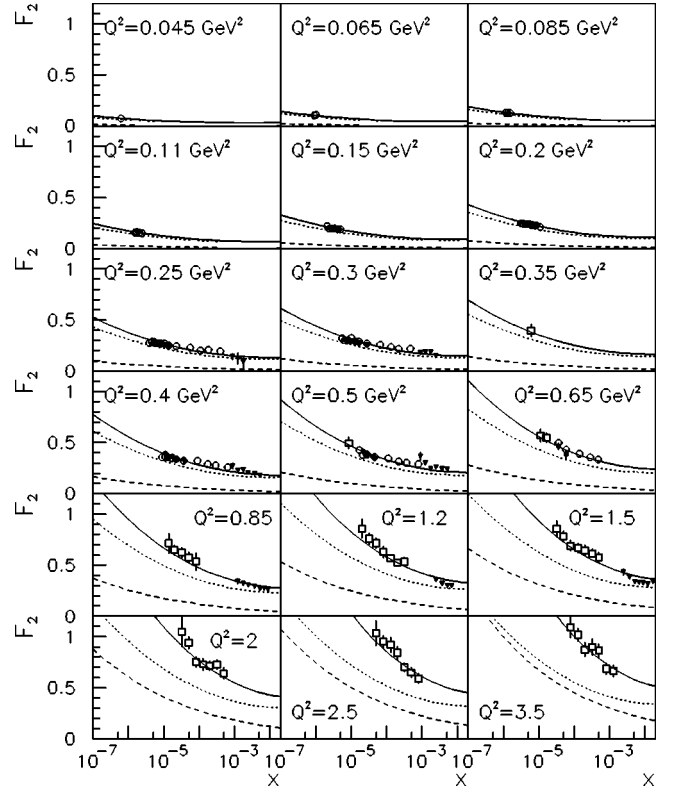 F₂ 1 Q²=0.045 GeV² Q²=0.065 GeV² Q²=0.085 GeV²
0.5
0
F₂ 1 Q²=0.11 GeV² Q²=0.15 GeV² Q²=0.2 GeV²
0.5
0
F₂ 1 Q²=0.25 GeV² Q²=0.3 GeV² Q²=0.35 GeV²
0.5
0
F₂ 1 Q²=0.4 GeV² Q²=0.5 GeV² Q²=0.65 GeV²
0.5
0
F₂ 1 Q²=0.85 Q²=1.2 Q²=1.5
0.5
0
F₂ 1 Q²=2
0.5 Q²=2.5 Q²=3.5
0
10⁻⁷ 10⁻⁵ 10⁻³ 10⁻⁷ 10⁻⁵ 10⁻³ 10⁻⁷ 10⁻⁵ 10⁻³
X X X